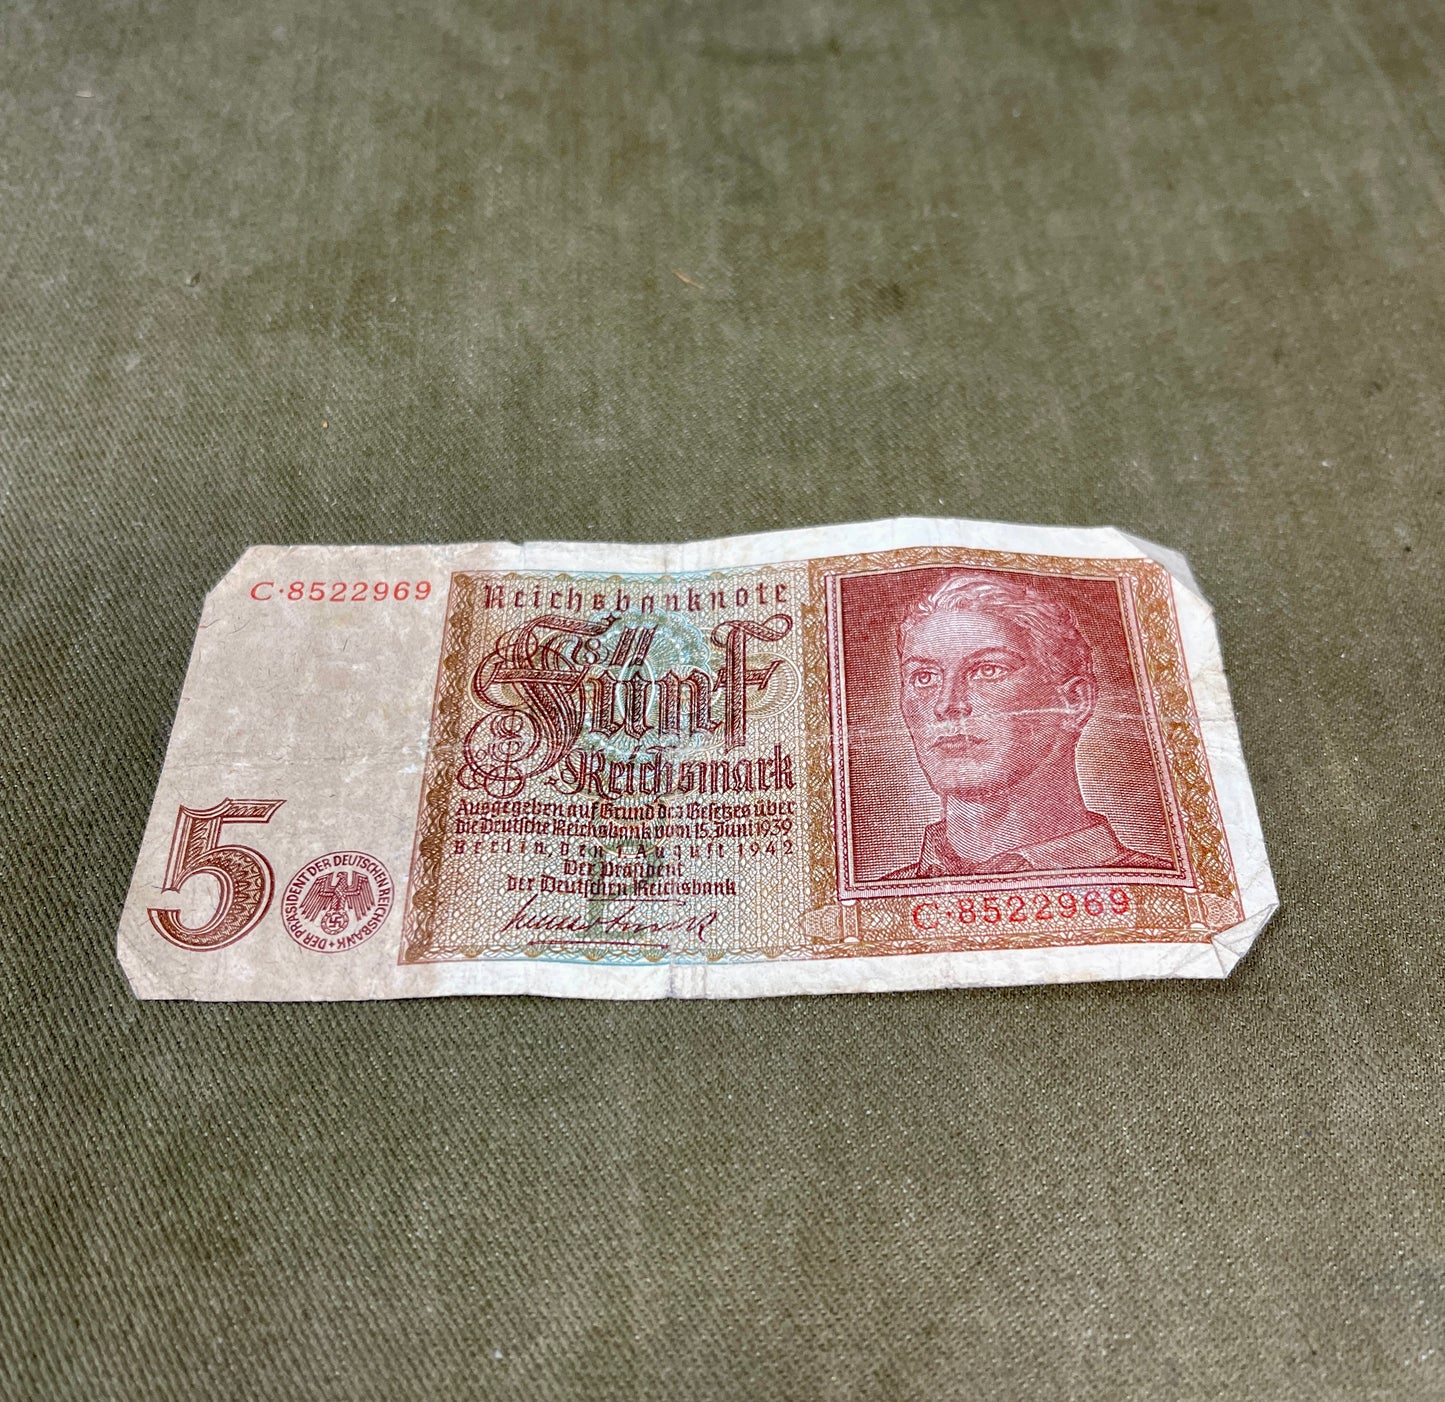 C·8522969
Reichsbanknote
Fünf
Reichsmark
Ausgegeben auf Grund des Gesetzes über
die Deutsche Reichsbank vom 15. Juni 1939
Berlin, den 1. August 1942
Der Präsident
der Deutschen Reichsbank
5
DER PRÄSIDENT DER DEUTSCHEN REICHSBANK
C·8522969